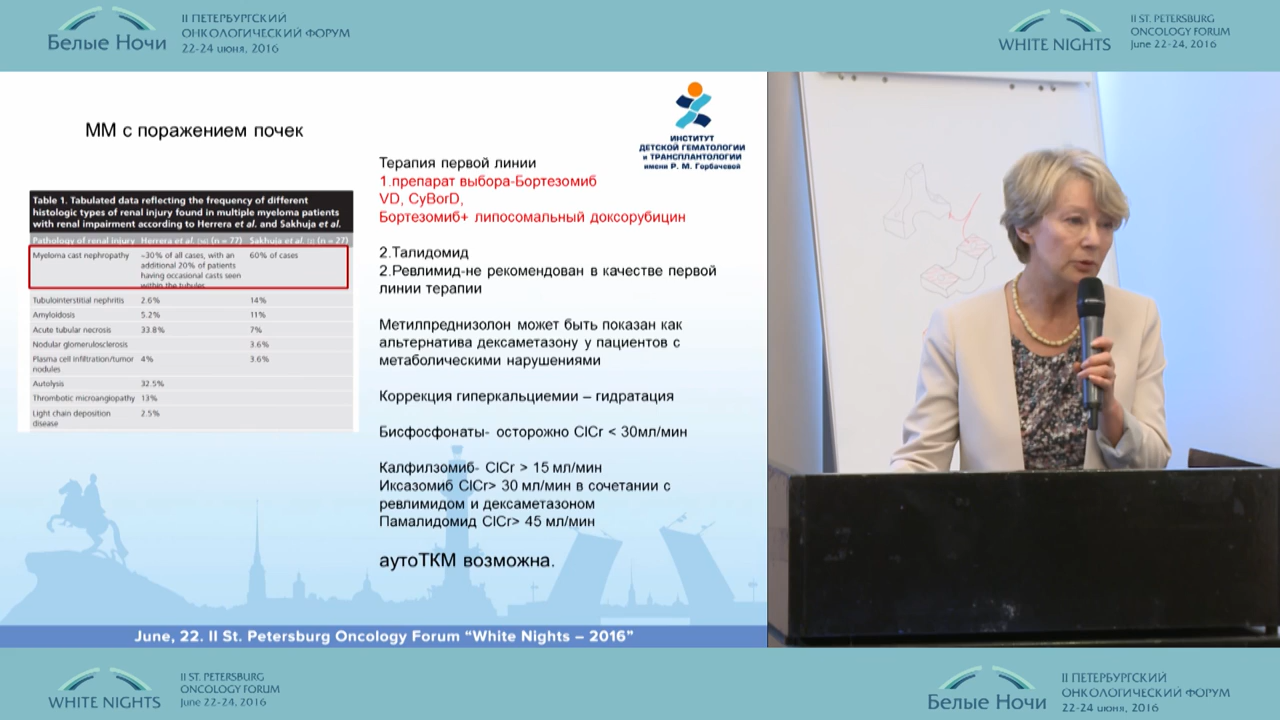 Белые Ночи
II ПЕТЕРБУРГСКИЙ
ОНКОЛОГИЧЕСКИЙ ФОРУМ
22-24 июня, 2016
WHITE NIGHTS
II ST. PETERSBURG
ONCOLOGY FORUM
June 22-24, 2016
ММ с поражением почек
ИНСТИТУТ
ДЕТСКОЙ ГЕМАТОЛОГИИ
и ТРАНСПЛАНТОЛОГИИ
имени Р. М. Горбачевой
Table 1. Tabulated data reflecting the frequency of different
histologic types of renal injury found in multiple myeloma patients
with renal impairment according to Herrera et al. and Sakhuja et al.
Pathology of renal injury Herrera et al. (n = 77) Sakhuja et al. (n = 27)
Myeloma cast nephropathy ~30% of all cases, with an 60% of cases
additional 20% of patients
having occasional casts seen
within the tubules
Tubulointerstitial nephritis 2.6% 14%
Amyloidosis 5.2% 11%
Acute tubular necrosis 33.8% 7%
Nodular glomerulosclerosis 3.6%
Plasma cell infiltration/tumor 4% 3.6%
nodules
Autolysis 32.5%
Thrombotic microangiopathy 13%
Light chain deposition 2.5%
disease
Терапия первой линии
1.препарат выбора-Бортезомиб
VD, CyBorD,
Бортезомиб+ липосомальный доксорубицин
2.Талидомид
2.Ревлимид-не рекомендован в качестве первой
линии терапии
Метилпреднизолон может быть показан как
альтернатива дексаметазону у пациентов с
метаболическими нарушениями
Коррекция гиперкальциемии – гидратация
Бисфосфонаты- осторожно ClCr < 30мл/мин
Калфилзомиб- ClCr > 15 мл/мин
Иксазомиб ClCr> 30 мл/мин в сочетании с
ревлимидом и дексаметазоном
Памалидомид ClCr> 45 мл/мин
аутоТКМ возможна.
June, 22. II St. Petersburg Oncology Forum “White Nights – 2016”
WHITE NIGHTS
II ST. PETERSBURG
ONCOLOGY FORUM
June 22-24, 2016
Белые Ночи
II ПЕТЕРБУРГСКИЙ
ОНКОЛОГИЧЕСКИЙ ФОРУМ
22-24 июня, 2016